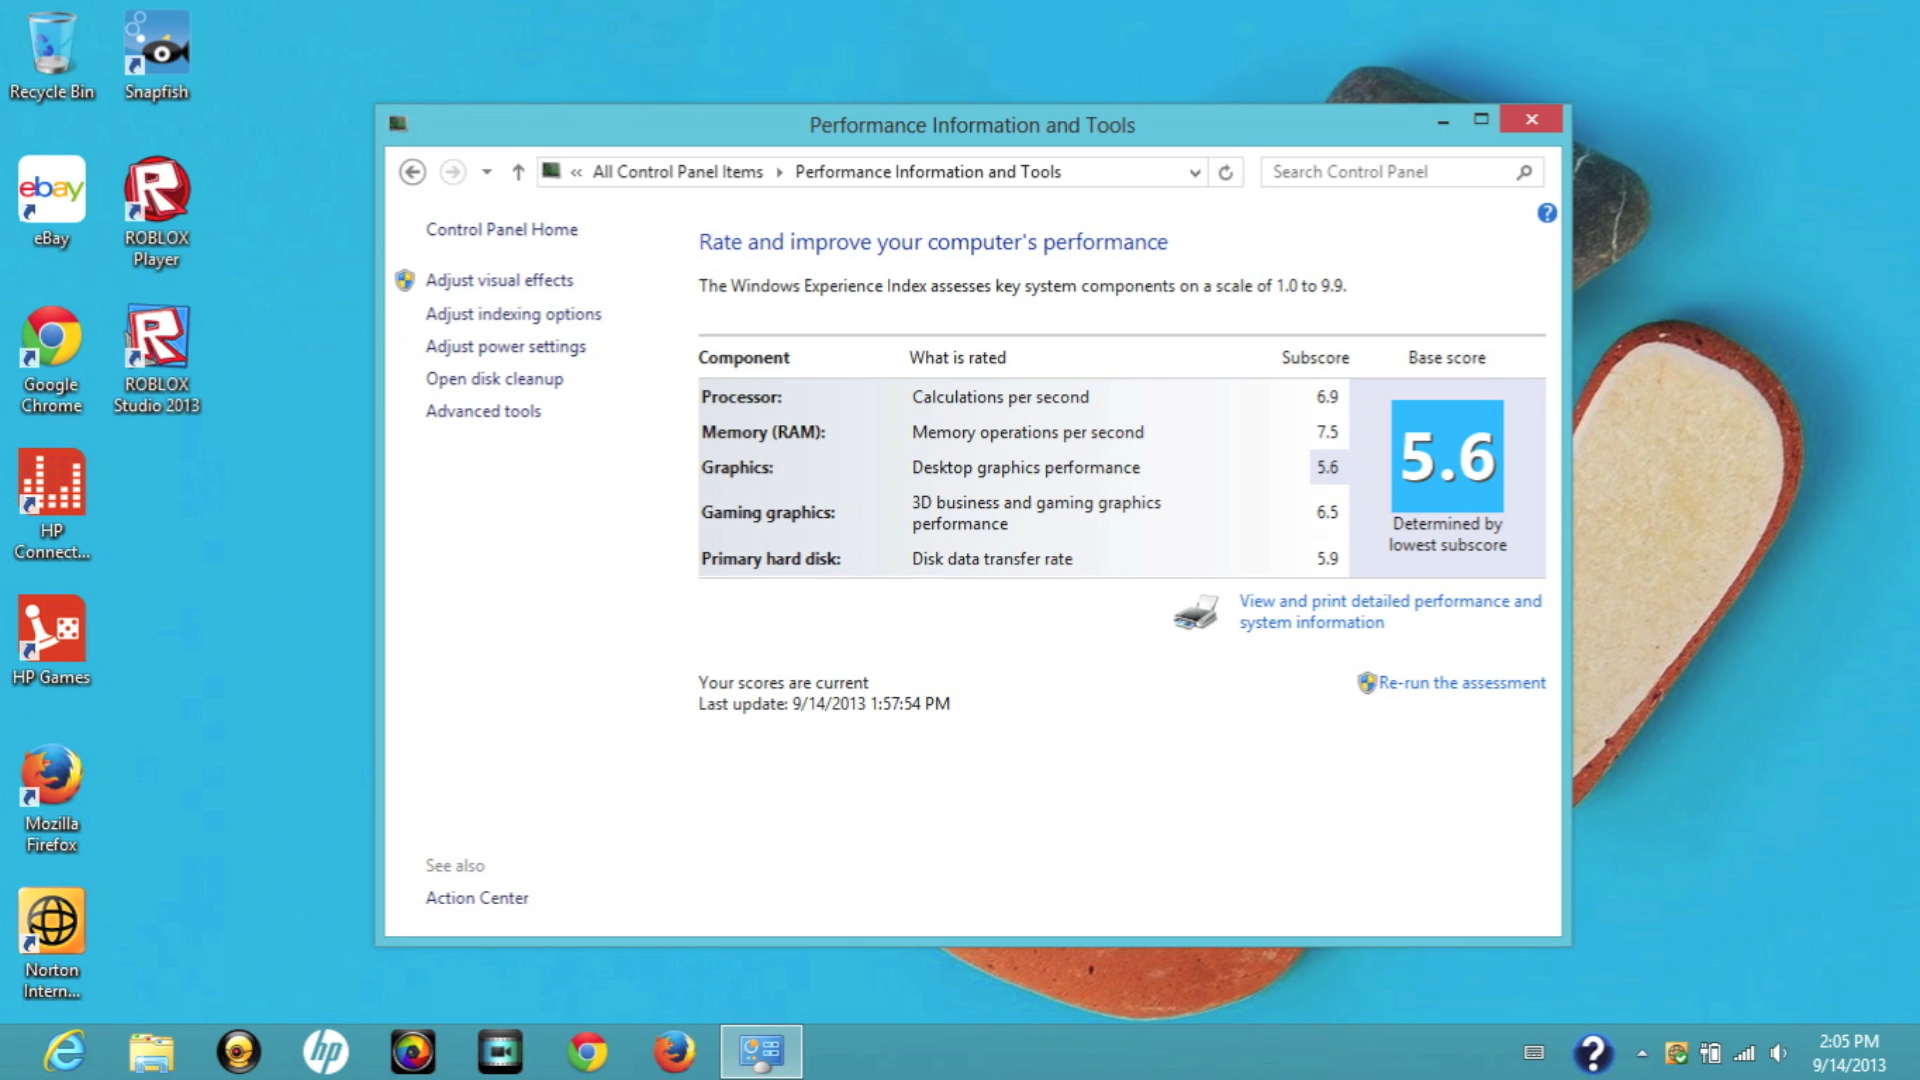 Recycle Bin
Snapfish
ebay
eBay
ROBLOX
Player
Google
Chrome
ROBLOX
Studio 2013
HP
Connect...
HP Games
Mozilla
Firefox
Norton
Intern...
Performance Information and Tools
« All Control Panel Items Performance Information and Tools
Search Control Panel
Control Panel Home
Adjust visual effects
Adjust indexing options
Adjust power settings
Open disk cleanup
Advanced tools
See also
Action Center
?
Rate and improve your computer's performance
The Windows Experience Index assesses key system components on a scale of 1.0 to 9.9.
Component What is rated Subscore Base score
Processor: Calculations per second 6.9
Memory (RAM): Memory operations per second 7.5
Graphics: Desktop graphics performance 5.6
Gaming graphics: 3D business and gaming graphics
performance 6.5
Primary hard disk: Disk data transfer rate 5.9
5.6
Determined by
lowest subscore
View and print detailed performance and
system information
Your scores are current
Last update: 9/14/2013 1:57:54 PM
Re-run the assessment
hp
?
2:05 PM
9/14/2013